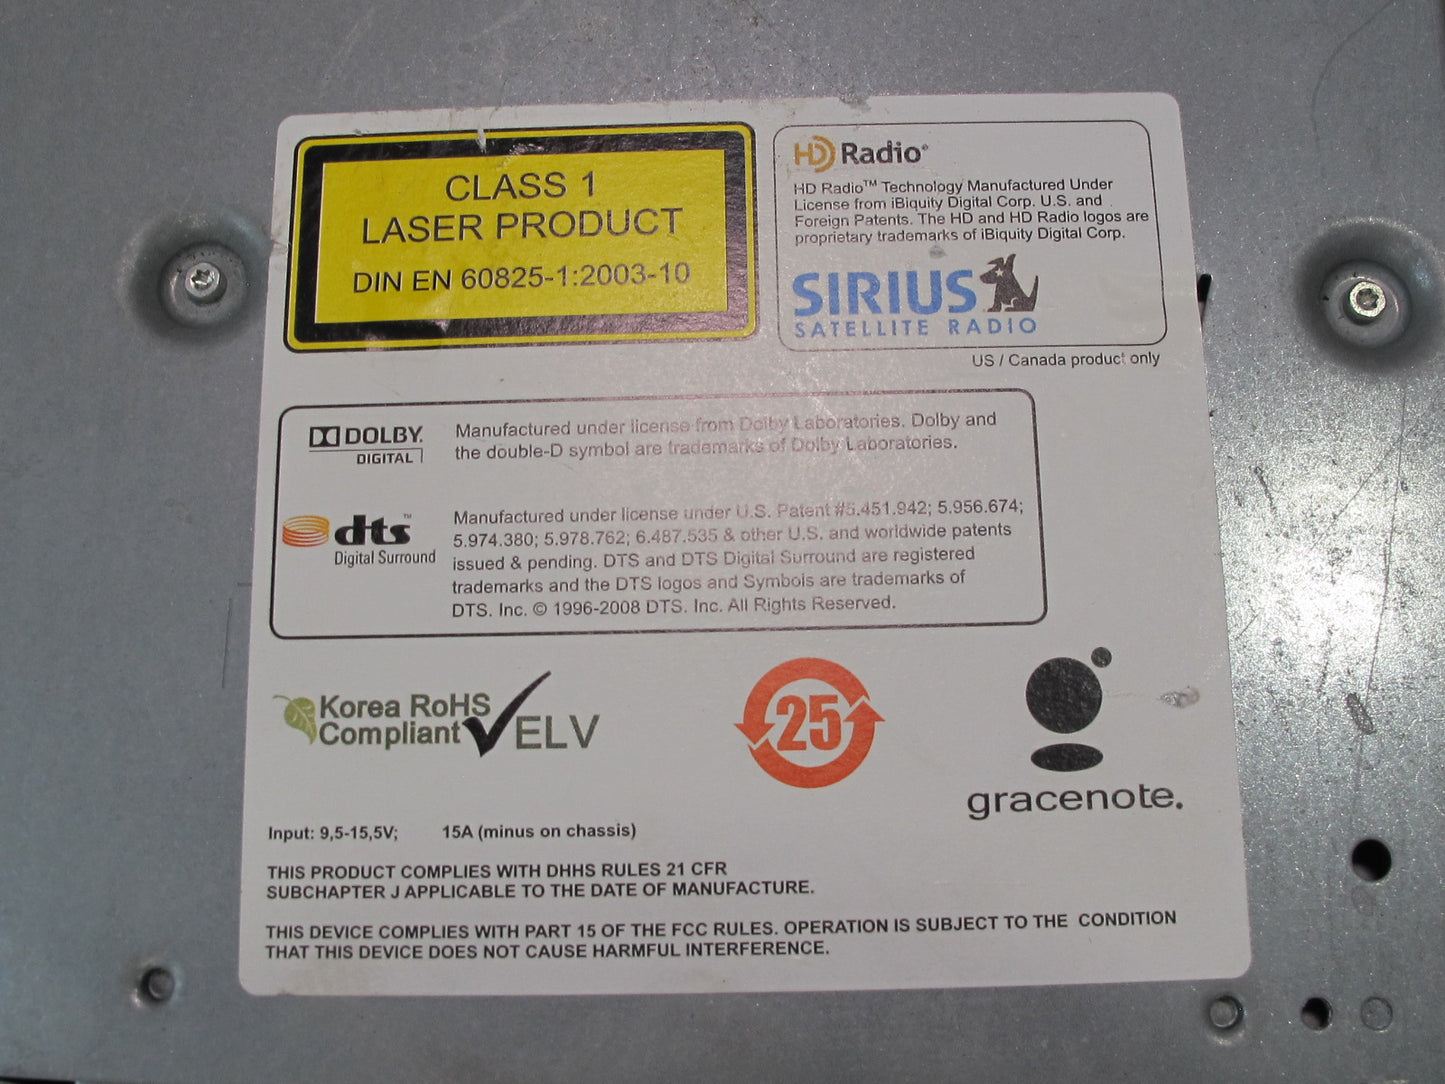 CLASS 1
LASER PRODUCT
DIN EN 60825-1:2003-10
HD Radio®
HD Radio™ Technology Manufactured Under
License from iBiquity Digital Corp. U.S. and
Foreign Patents. The HD and HD Radio logos are
proprietary trademarks of iBiquity Digital Corp.
SIRIUS
SATELLITE RADIO
US / Canada product only
DOLBY.
DIGITAL
Manufactured under license from Dolby Laboratories. Dolby and
the double-D symbol are trademarks of Dolby Laboratories.
dts™
Digital Surround
Manufactured under license under U.S. Patent #5.451.942; 5.956.674;
5.974.380; 5.978.762; 6.487.535 & other U.S. and worldwide patents
issued & pending. DTS and DTS Digital Surround are registered
trademarks and the DTS logos and Symbols are trademarks of
DTS. Inc. © 1996-2008 DTS. Inc. All Rights Reserved.
Korea RoHS
Compliant
ELV
25
gracenote.
Input: 9,5-15,5V; 15A (minus on chassis)
THIS PRODUCT COMPLIES WITH DHHS RULES 21 CFR
SUBCHAPTER J APPLICABLE TO THE DATE OF MANUFACTURE.
THIS DEVICE COMPLIES WITH PART 15 OF THE FCC RULES. OPERATION IS SUBJECT TO THE CONDITION
THAT THIS DEVICE DOES NOT CAUSE HARMFUL INTERFERENCE.